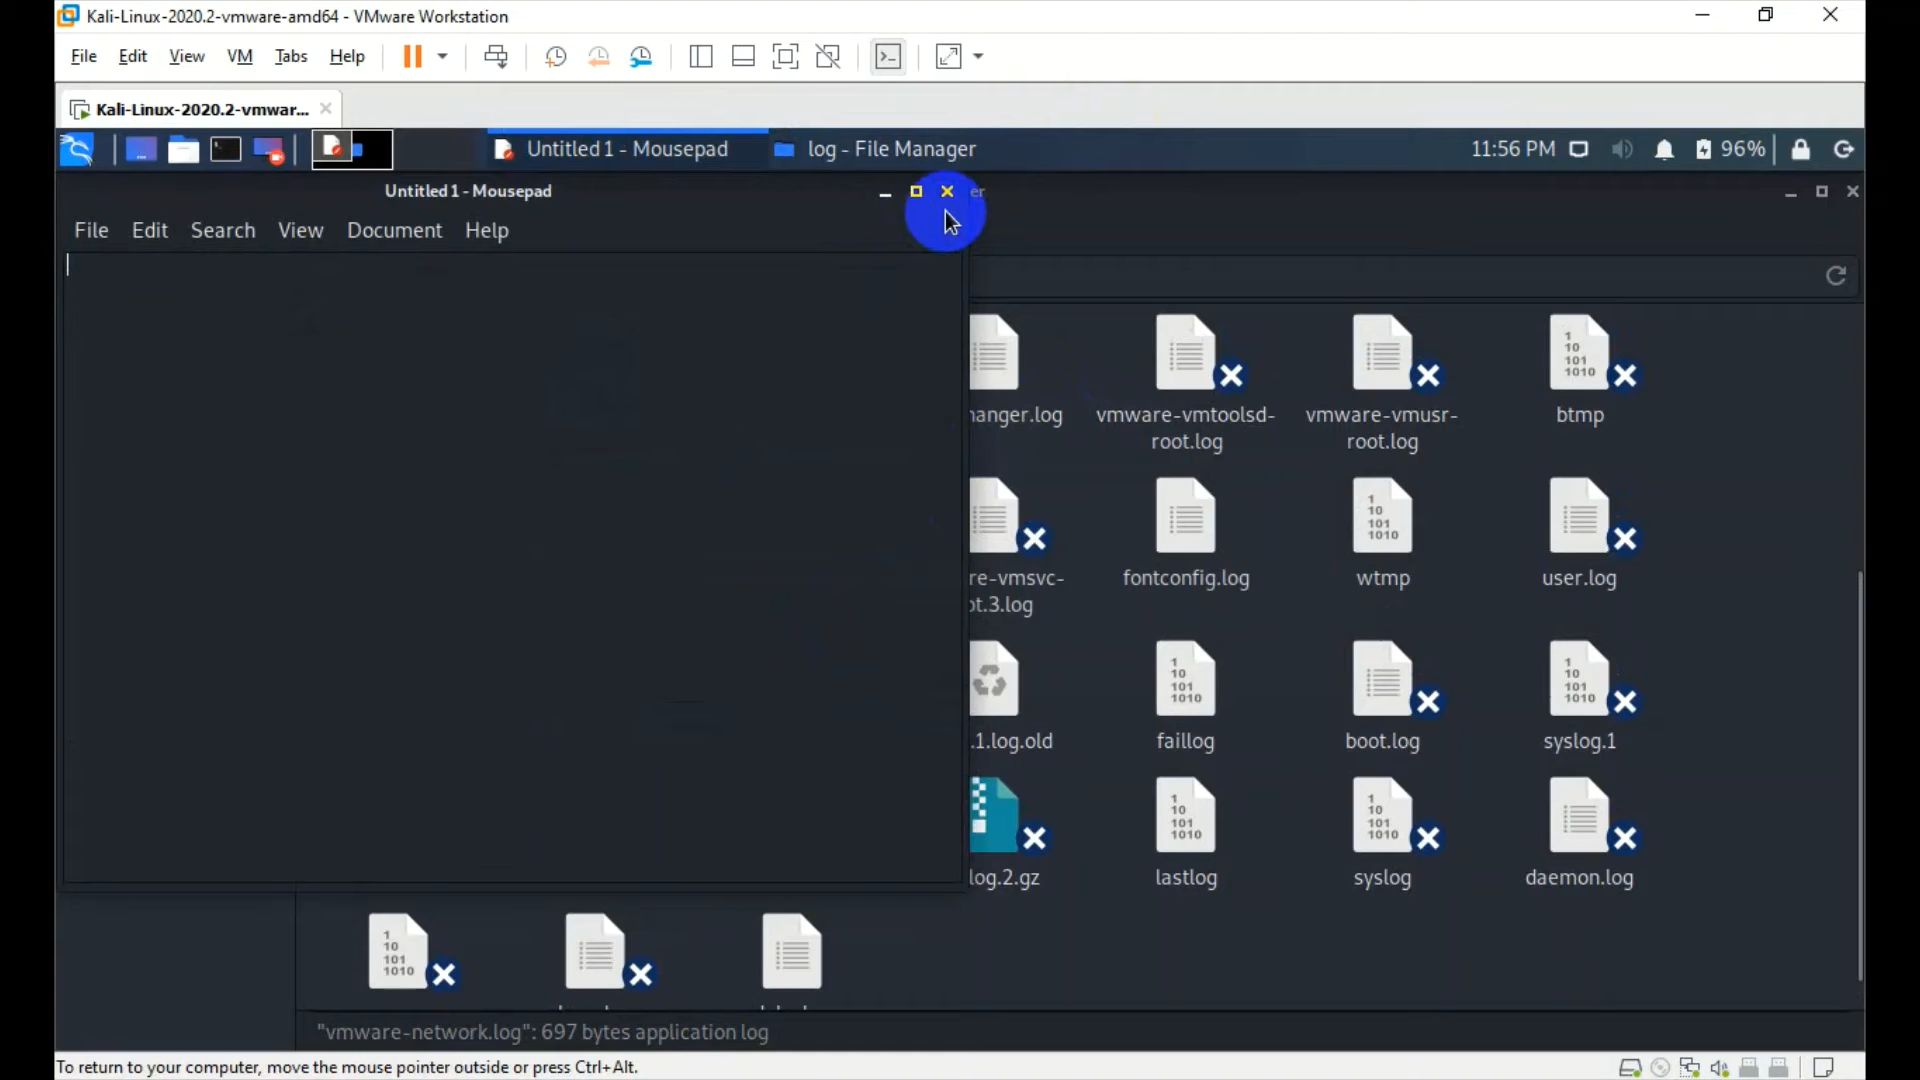 Kali-Linux-2020.2-vmware-amd64 - VMware Workstation
File Edit View VM Tabs Help
Kali-Linux-2020.2-vmwar...
Untitled 1 - Mousepad
log - File Manager
11:56 PM
96%
Untitled 1 - Mousepad
er
File Edit Search View Document Help
anger.log
vmware-vmtoolsd-
root.log
vmware-vmusr-
root.log
btmp
re-vmsvc-
ot.3.log
fontconfig.log
wtmp
user.log
.1.log.old
faillog
boot.log
syslog.1
log.2.gz
lastlog
syslog
daemon.log
"vmware-network.log": 697 bytes application log
To return to your computer, move the mouse pointer outside or press Ctrl+Alt.